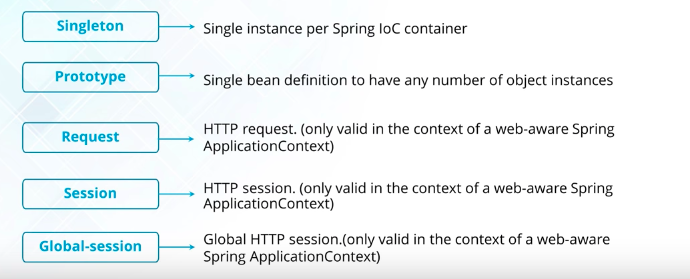 Singleton
Single instance per Spring IoC container
Prototype
Single bean definition to have any number of object instances
Request
HTTP request. (only valid in the context of a web-aware Spring
ApplicationContext)
Session
HTTP session. (only valid in the context of a web-aware Spring
ApplicationContext)
Global-session
Global HTTP session.(only valid in the context of a web-aware
Spring ApplicationContext)